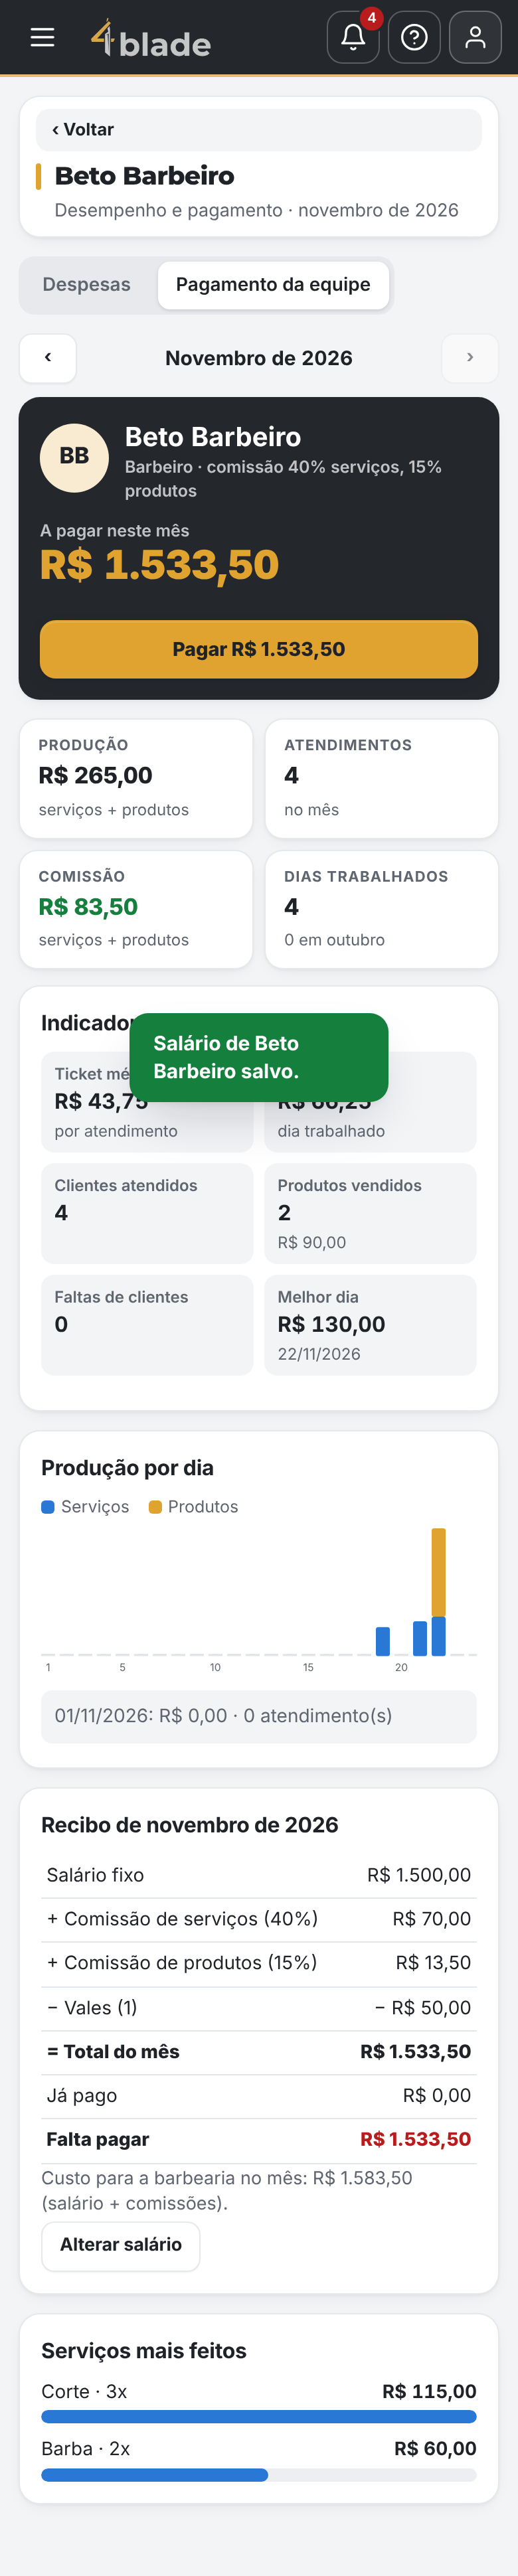 4blade
4
‹ Voltar
Beto Barbeiro
Desempenho e pagamento · novembro de 2026
Despesas
Pagamento da equipe
‹
Novembro de 2026
›
BB
Beto Barbeiro
Barbeiro · comissão 40% serviços, 15%
produtos
A pagar neste mês
R$ 1.533,50
Pagar R$ 1.533,50
PRODUÇÃO
R$ 265,00
serviços + produtos
ATENDIMENTOS
4
no mês
COMISSÃO
R$ 83,50
serviços + produtos
DIAS TRABALHADOS
4
0 em outubro
Salário de Beto
Barbeiro salvo.
R$ 43,75
por atendimento
R$ 66,25
dia trabalhado
Clientes atendidos
4
Produtos vendidos
2
R$ 90,00
Faltas de clientes
0
Melhor dia
R$ 130,00
22/11/2026
Produção por dia
Serviços
Produtos
1 5 10 15 20
01/11/2026: R$ 0,00 · 0 atendimento(s)
Recibo de novembro de 2026
Salário fixo R$ 1.500,00
+ Comissão de serviços (40%) R$ 70,00
+ Comissão de produtos (15%) R$ 13,50
− Vales (1) − R$ 50,00
= Total do mês R$ 1.533,50
Já pago R$ 0,00
Falta pagar R$ 1.533,50
Custo para a barbearia no mês: R$ 1.583,50
(salário + comissões).
Alterar salário
Serviços mais feitos
Corte · 3x R$ 115,00
Barba · 2x R$ 60,00